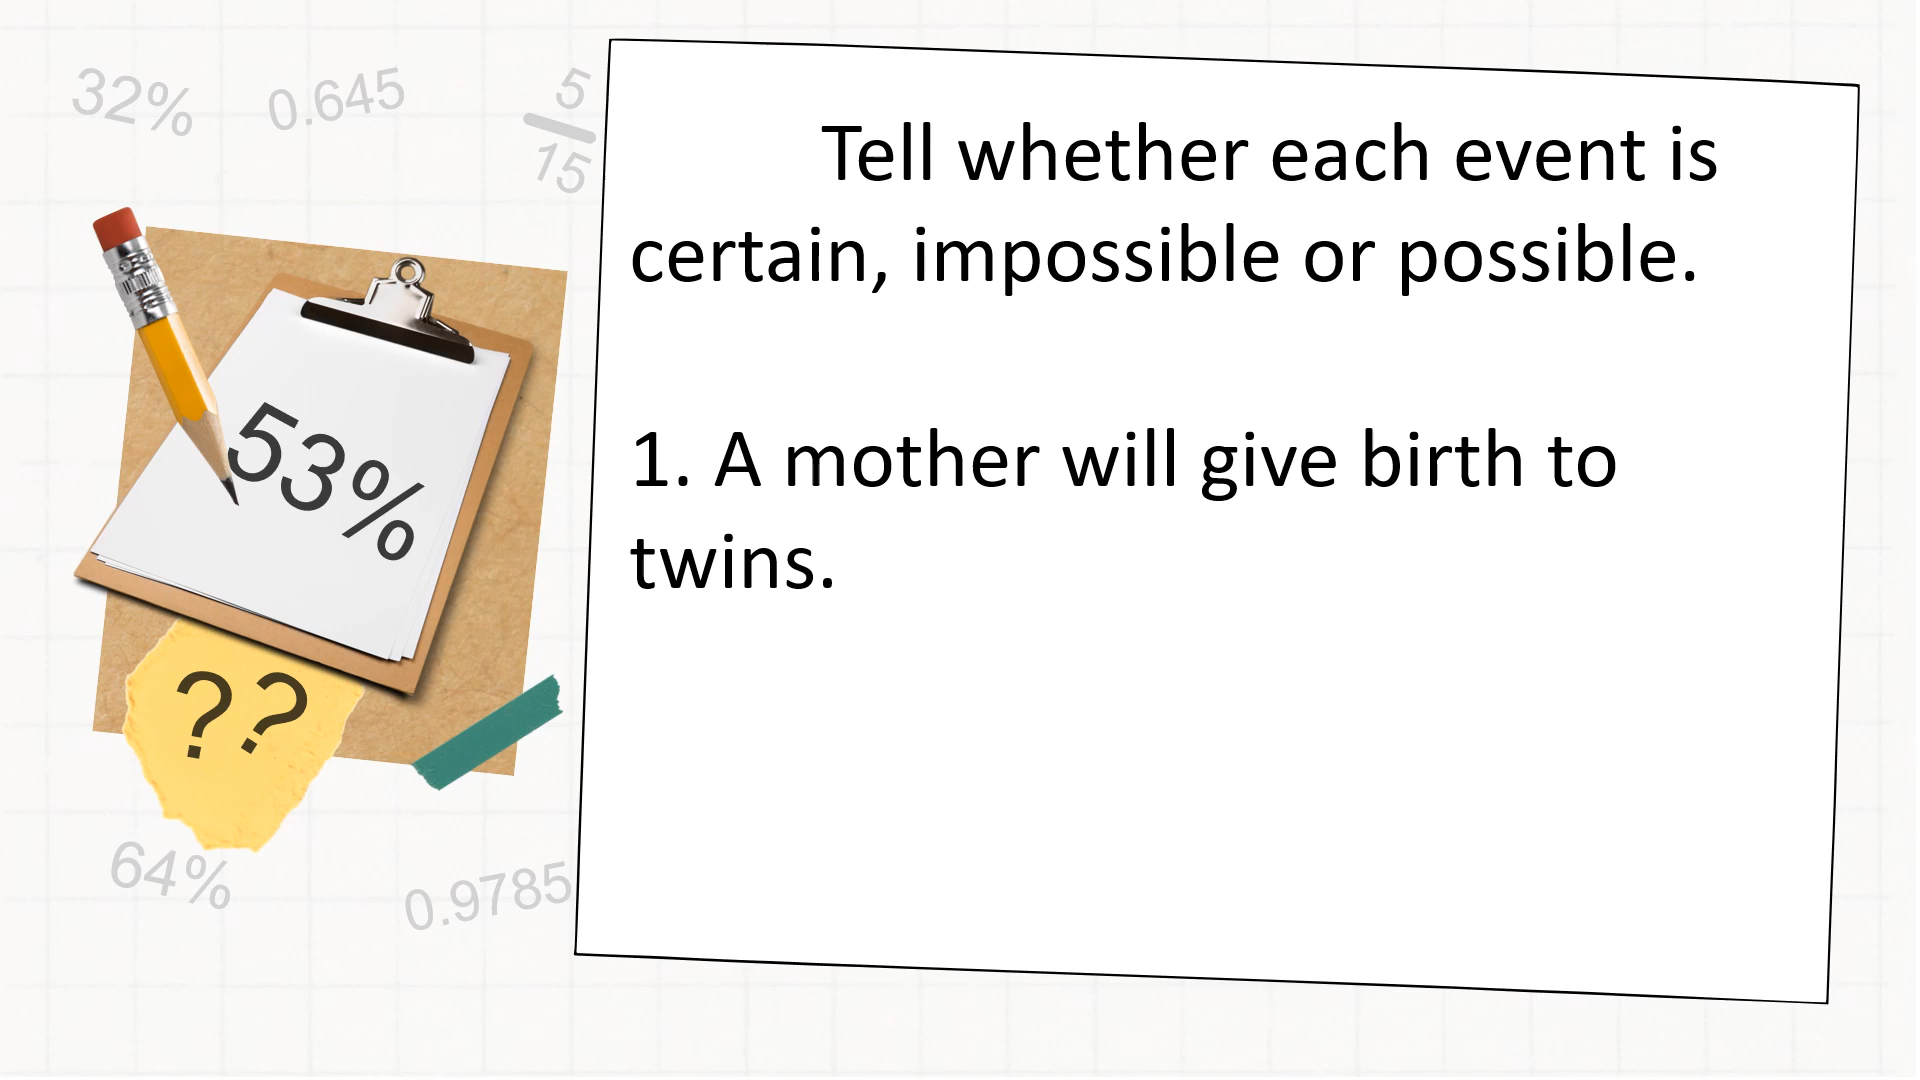 32%
0.645
5
15
Tell whether each event is
certain, impossible or possible.
53%
1. A mother will give birth to
twins.
??
64%
0.9785